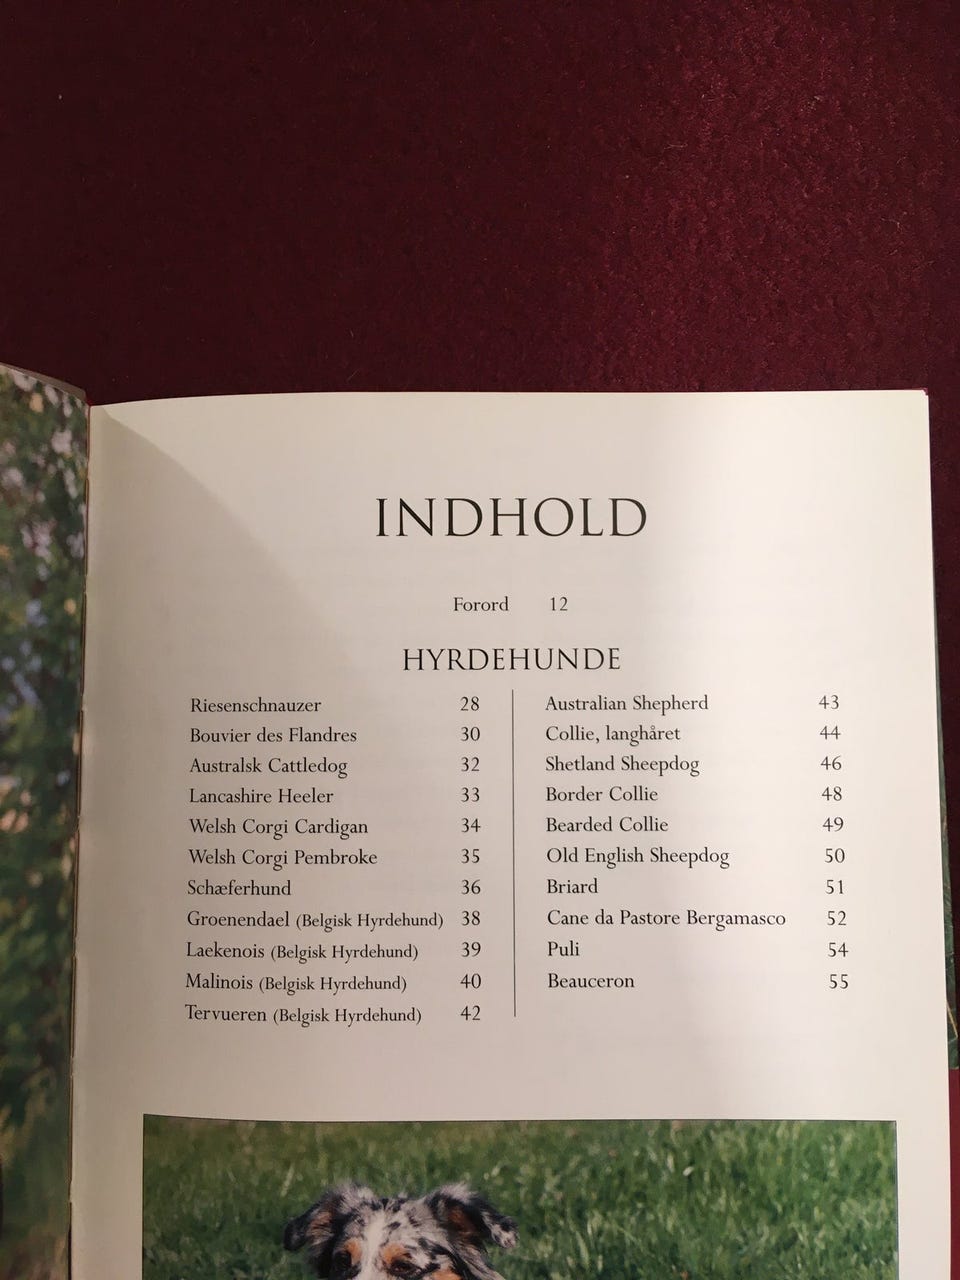 INDHOLD
Forord 12
HYRDEHUNDE
Riesenschnauzer 28
Bouvier des Flandres 30
Australsk Cattledog 32
Lancashire Heeler 33
Welsh Corgi Cardigan 34
Welsh Corgi Pembroke 35
Schæferhund 36
Groenendael (Belgisk Hyrdehund) 38
Laekenois (Belgisk Hyrdehund) 39
Malinois (Belgisk Hyrdehund) 40
Tervueren (Belgisk Hyrdehund) 42
Australian Shepherd 43
Collie, langhåret 44
Shetland Sheepdog 46
Border Collie 48
Bearded Collie 49
Old English Sheepdog 50
Briard 51
Cane da Pastore Bergamasco 52
Puli 54
Beauceron 55